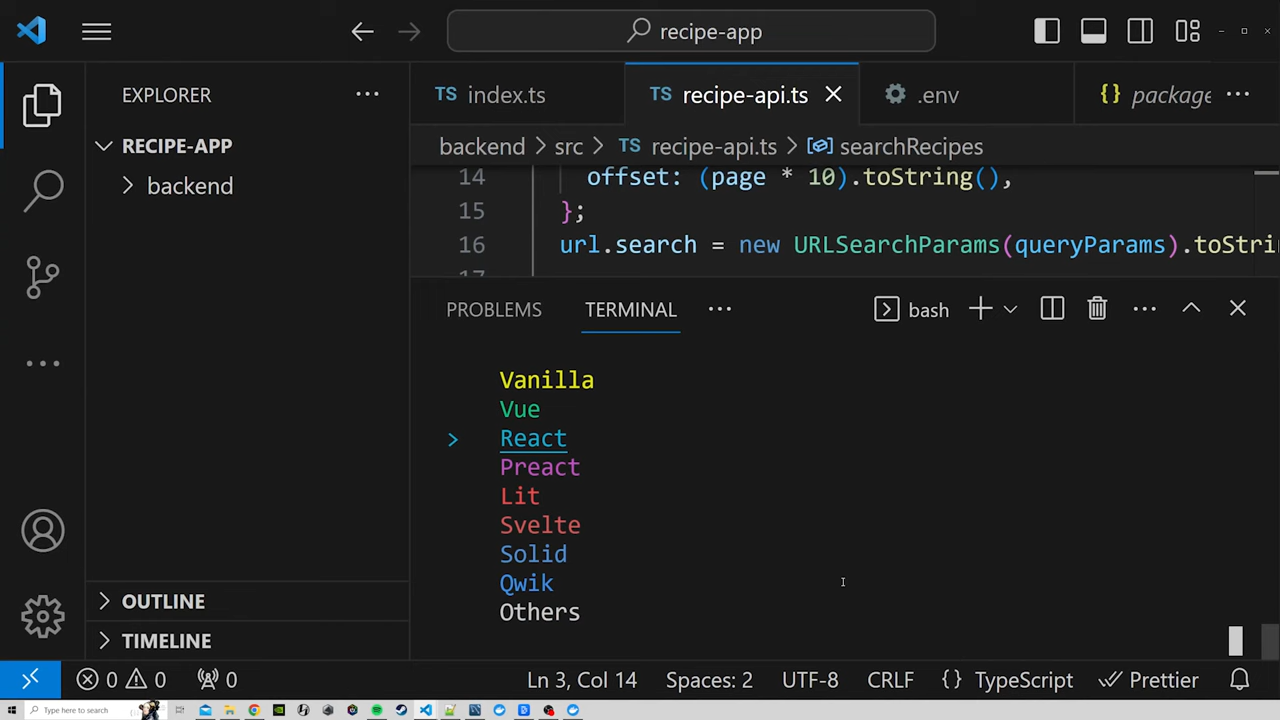 recipe-app
EXPLORER ...
RECIPE-APP
backend
OUTLINE
TIMELINE
TS index.ts
TS recipe-api.ts
.env
{} package ...
backend > src > TS recipe-api.ts > searchRecipes
14 offset: (page * 10).toString(),
15 };
16 url.search = new URLSearchParams(queryParams).toStri
PROBLEMS TERMINAL ... bash ...
Vanilla
Vue
> React
Preact
Lit
Svelte
Solid
Qwik
Others
0 0 0 Ln 3, Col 14 Spaces: 2 UTF-8 CRLF {} TypeScript Prettier
Type here to search